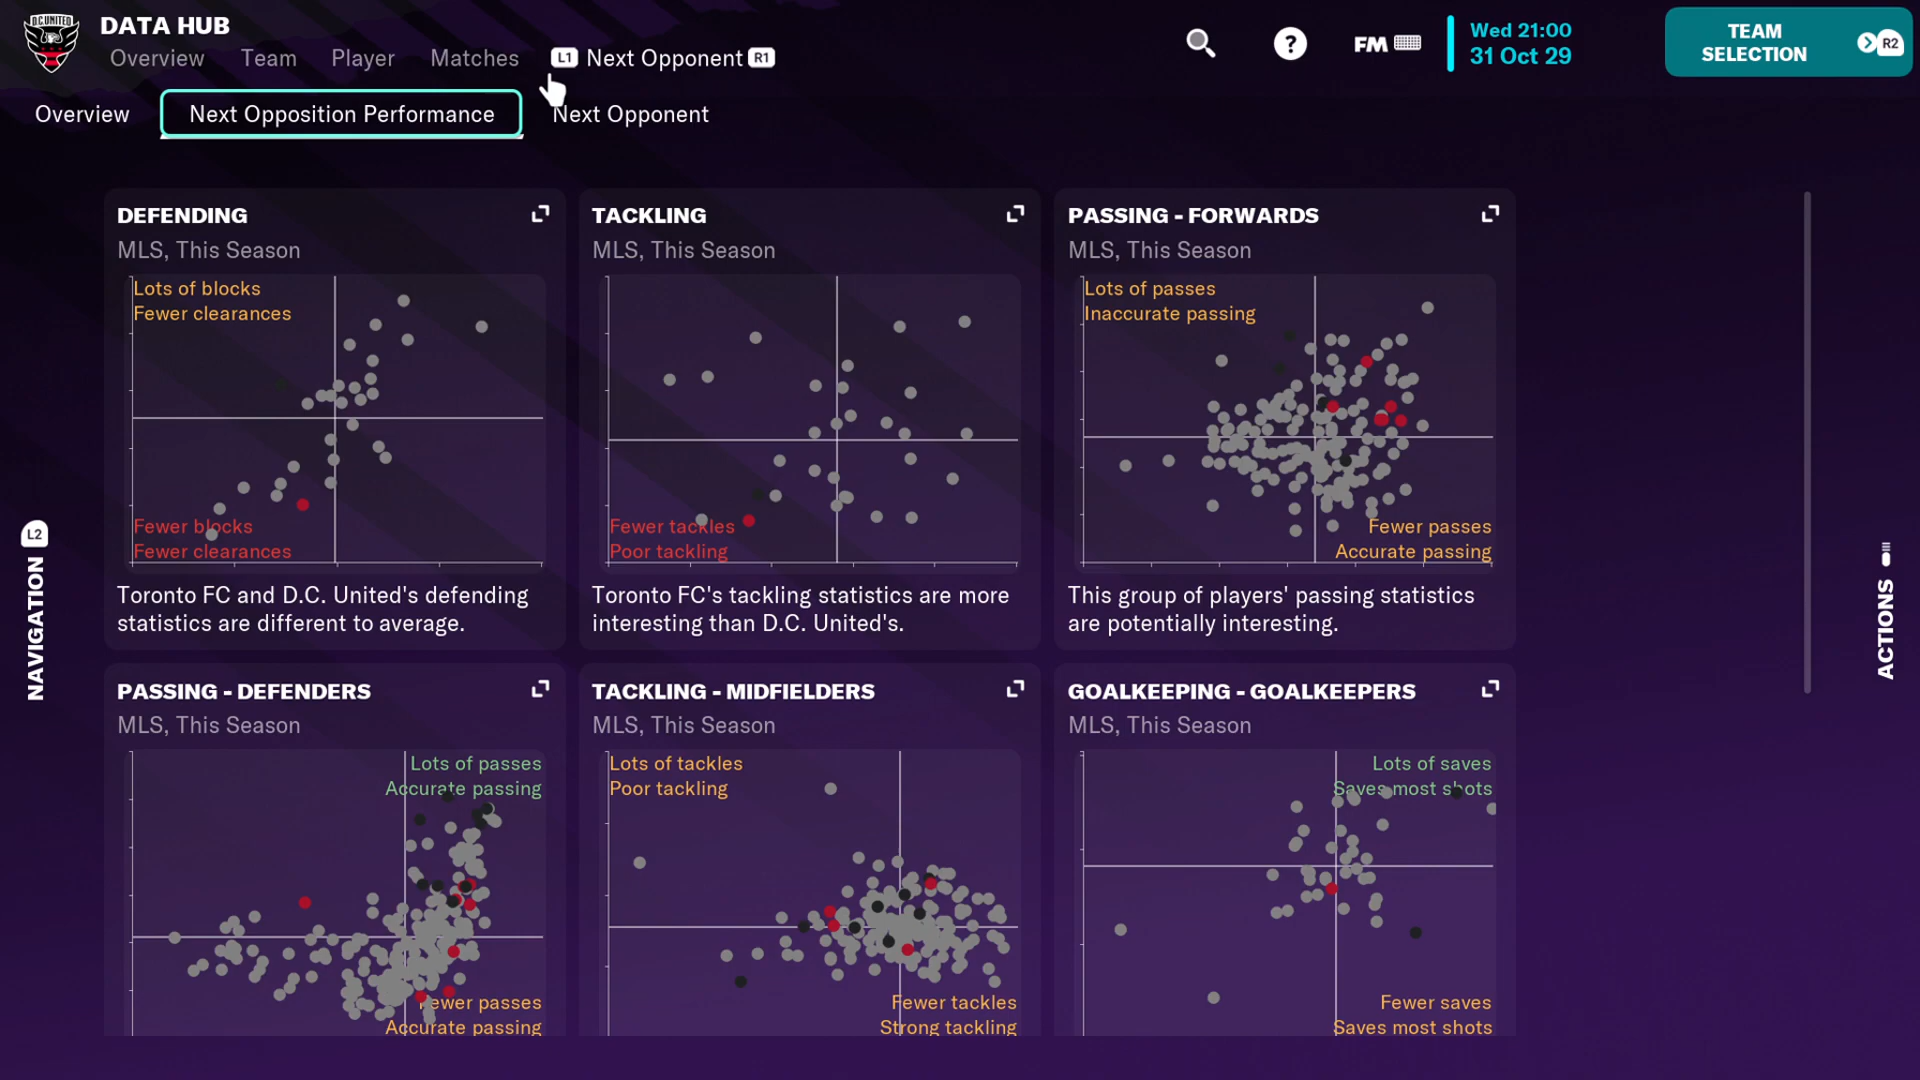 D.C.UNITED
DATA HUB
Overview
Team
Player
Matches
L1
Next Opponent
R1
?
FM
Wed 21:00
31 Oct 29
TEAM
SELECTION
R2
Overview
Next Opposition Performance
Next Opponent
L2
NAVIGATION
ACTIONS
DEFENDING
MLS, This Season
Lots of blocks
Fewer clearances
Fewer blocks
Fewer clearances
Toronto FC and D.C. United's defending
statistics are different to average.
TACKLING
MLS, This Season
Fewer tackles
Poor tackling
Toronto FC's tackling statistics are more
interesting than D.C. United's.
PASSING - FORWARDS
MLS, This Season
Lots of passes
Inaccurate passing
Fewer passes
Accurate passing
This group of players' passing statistics
are potentially interesting.
PASSING - DEFENDERS
MLS, This Season
Lots of passes
Accurate passing
Fewer passes
Accurate passing
TACKLING - MIDFIELDERS
MLS, This Season
Lots of tackles
Poor tackling
Fewer tackles
Strong tackling
GOALKEEPING - GOALKEEPERS
MLS, This Season
Lots of saves
Saves most shots
Fewer saves
Saves most shots